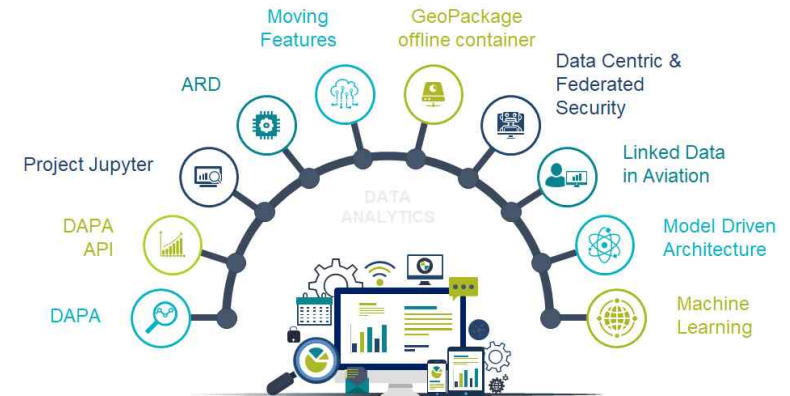 Moving
Features
GeoPackage
offline container
ARD
Data Centric &
Federated
Security
Project Jupyter
Linked Data
in Aviation
DATA
ANALYTICS
DAPA
API
Model Driven
Architecture
DAPA
Machine
Learning